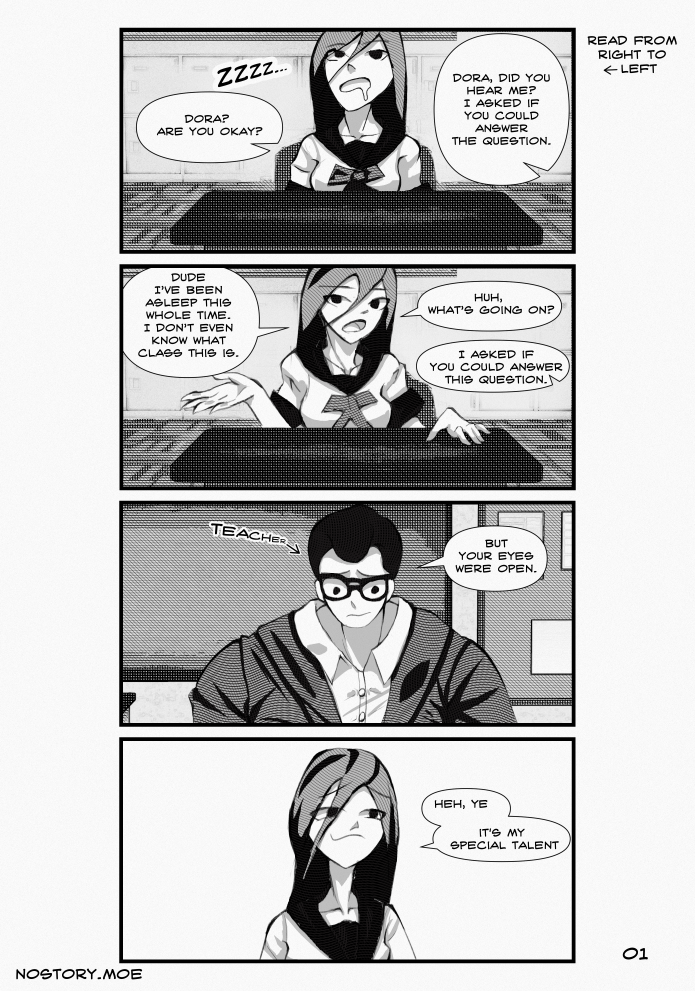 READ FROM
RIGHT TO
← LEFT
DORA, DID YOU
HEAR ME?
I ASKED IF
YOU COULD
ANSWER
THE QUESTION.
ZZZZ...
DORA?
ARE YOU OKAY?
HUH,
WHAT'S GOING ON?
I ASKED IF
YOU COULD ANSWER
THIS QUESTION.
DUDE
I'VE BEEN
ASLEEP THIS
WHOLE TIME.
I DON'T EVEN
KNOW WHAT
CLASS THIS IS.
BUT
YOUR EYES
WERE OPEN.
TEACHER
HEH, YE
IT'S MY
SPECIAL TALENT
01
NOSTORY.MOE